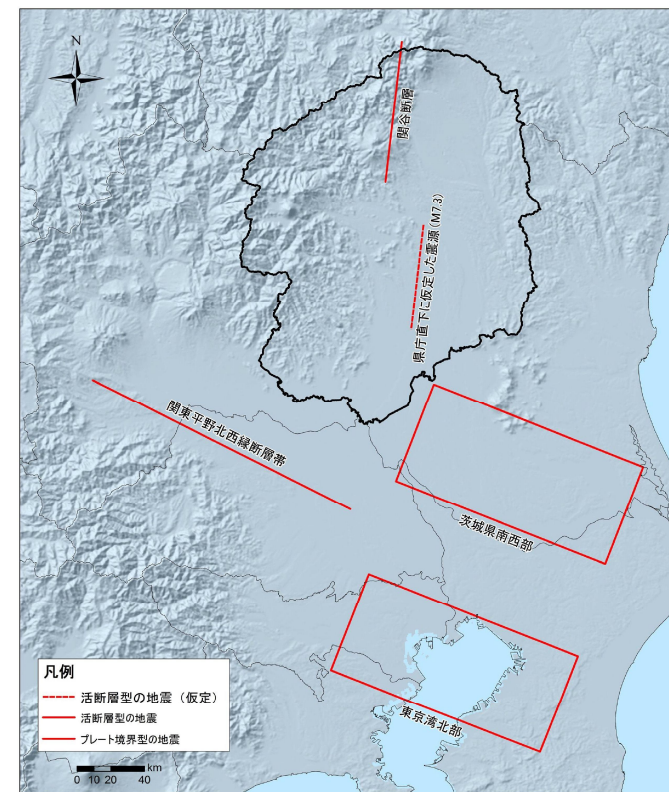 N
関谷断層
県庁直下に仮定した震源(M7.3)
関東平野北西縁断層帯
茨城県南西部
東京湾北部
凡例
活断層型の地震（仮定）
活断層型の地震
プレート境界型の地震
km
0 10 20 40